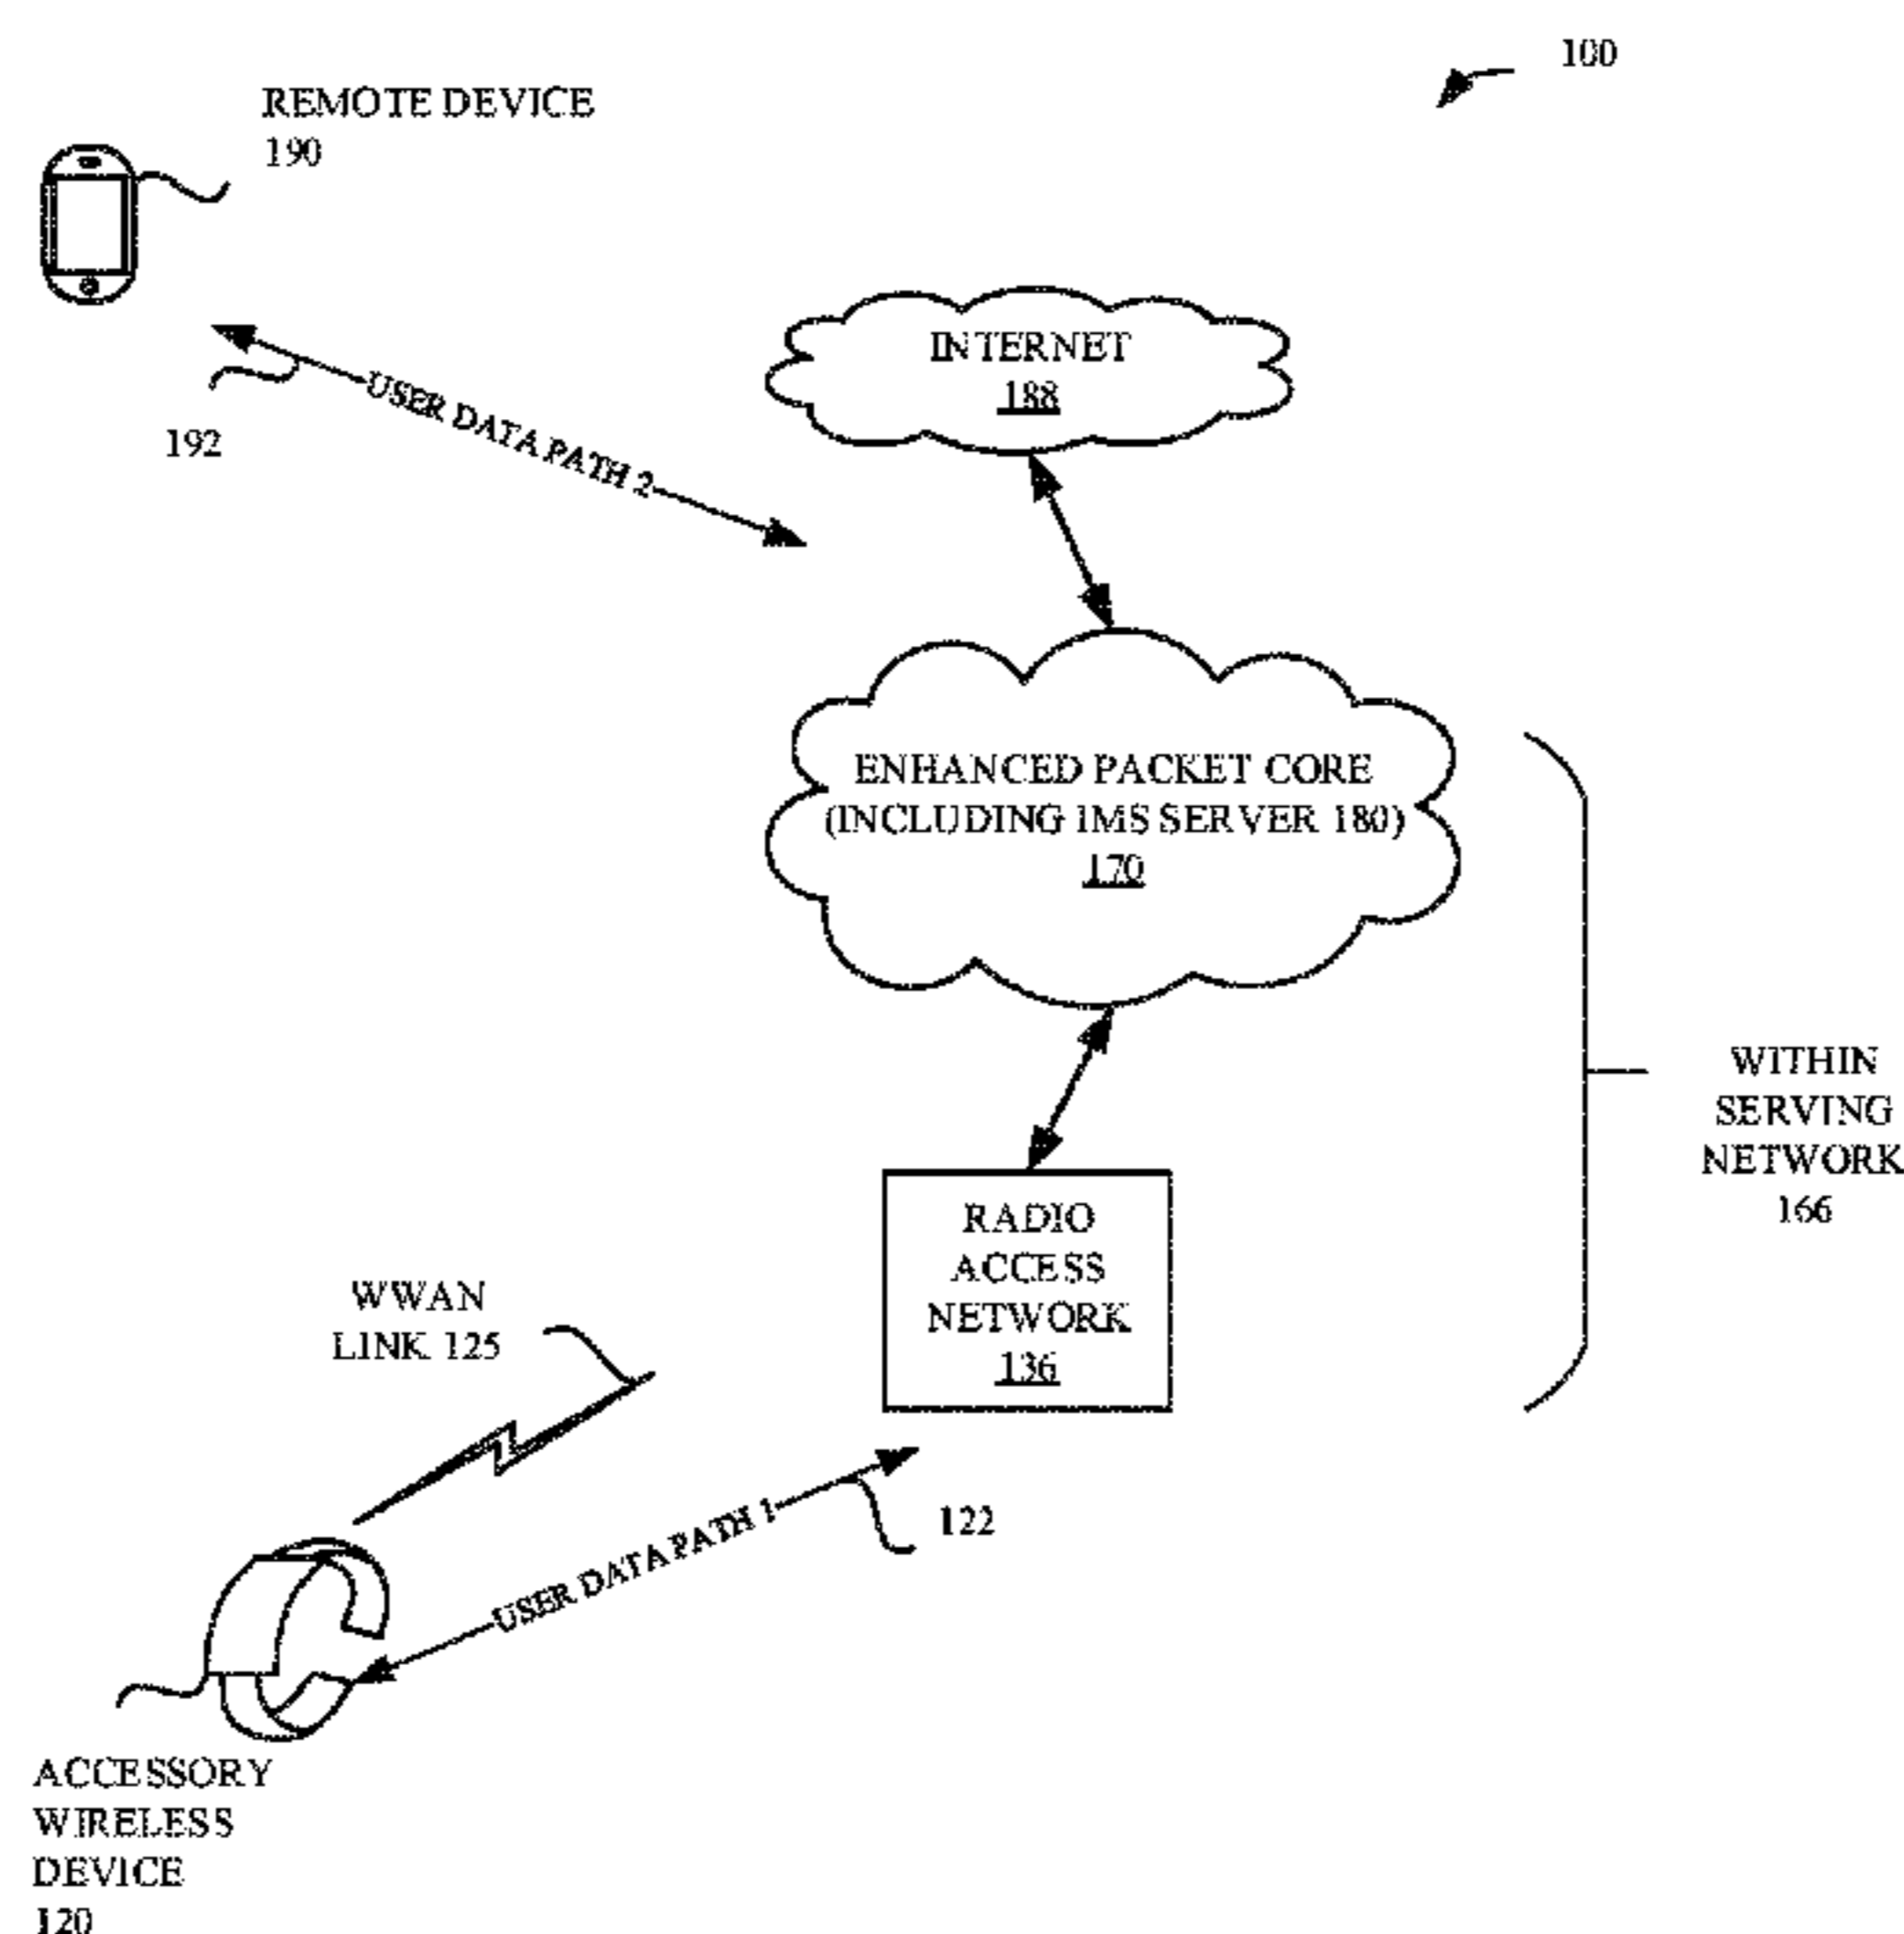 100
REMOTE DEVICE
190
INTERNET
188
USER DATA PATH 2
192
ENHANCED PACKET CORE
(INCLUDING IMS SERVER 180)
170
WITHIN
SERVING
NETWORK
166
RADIO
ACCESS
NETWORK
136
WWAN
LINK 125
USER DATA PATH 1
122
ACCESSORY
WIRELESS
DEVICE
120